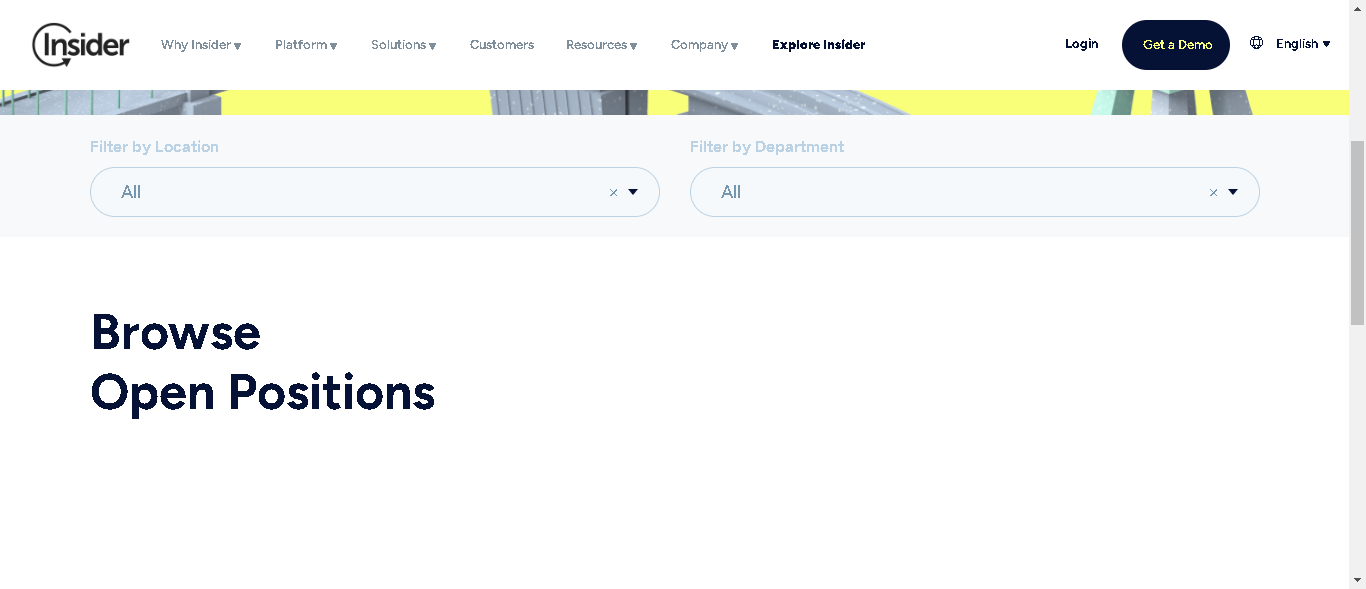 Insider
Why Insider ▾ Platform ▾ Solutions ▾ Customers Resources ▾ Company ▾ Explore Insider Login Get a Demo English ▾
Filter by Location Filter by Department
All × All ×
Browse
Open Positions